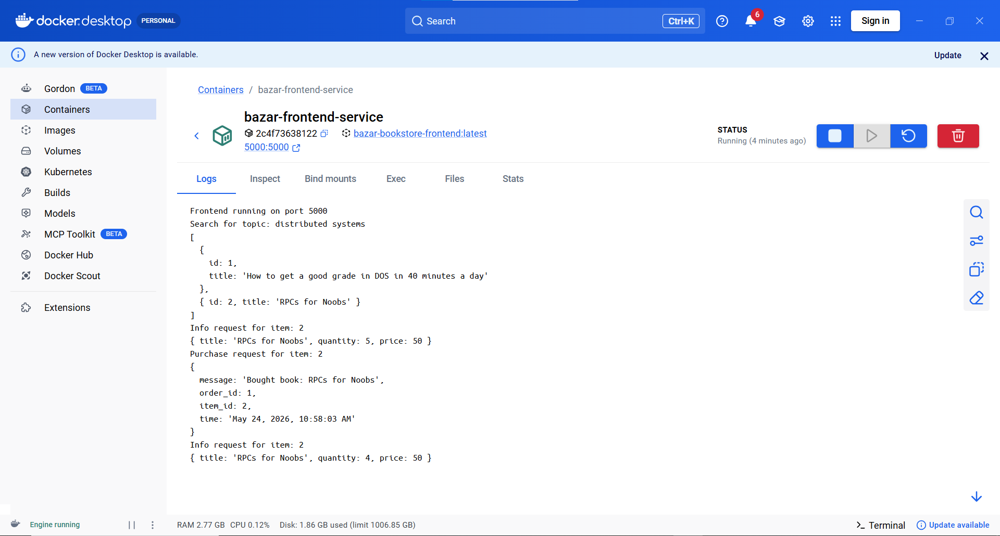 docker.desktop PERSONAL
Search Ctrl+K
6
Sign in
A new version of Docker Desktop is available.
Update
Gordon BETA
Containers
Images
Volumes
Kubernetes
Builds
Models
MCP Toolkit BETA
Docker Hub
Docker Scout
Extensions
Containers / bazar-frontend-service
bazar-frontend-service
2c4f73638122 bazar-bookstore-frontend:latest
5000:5000
STATUS
Running (4 minutes ago)
Logs Inspect Bind mounts Exec Files Stats
Frontend running on port 5000
Search for topic: distributed systems
[
  {
    id: 1,
    title: 'How to get a good grade in DOS in 40 minutes a day'
  },
  { id: 2, title: 'RPCs for Noobs' }
]
Info request for item: 2
{ title: 'RPCs for Noobs', quantity: 5, price: 50 }
Purchase request for item: 2
{
  message: 'Bought book: RPCs for Noobs',
  order_id: 1,
  item_id: 2,
  time: 'May 24, 2026, 10:58:03 AM'
}
Info request for item: 2
{ title: 'RPCs for Noobs', quantity: 4, price: 50 }
Engine running
RAM 2.77 GB CPU 0.12% Disk: 1.86 GB used (limit 1006.85 GB)
Terminal
Update available